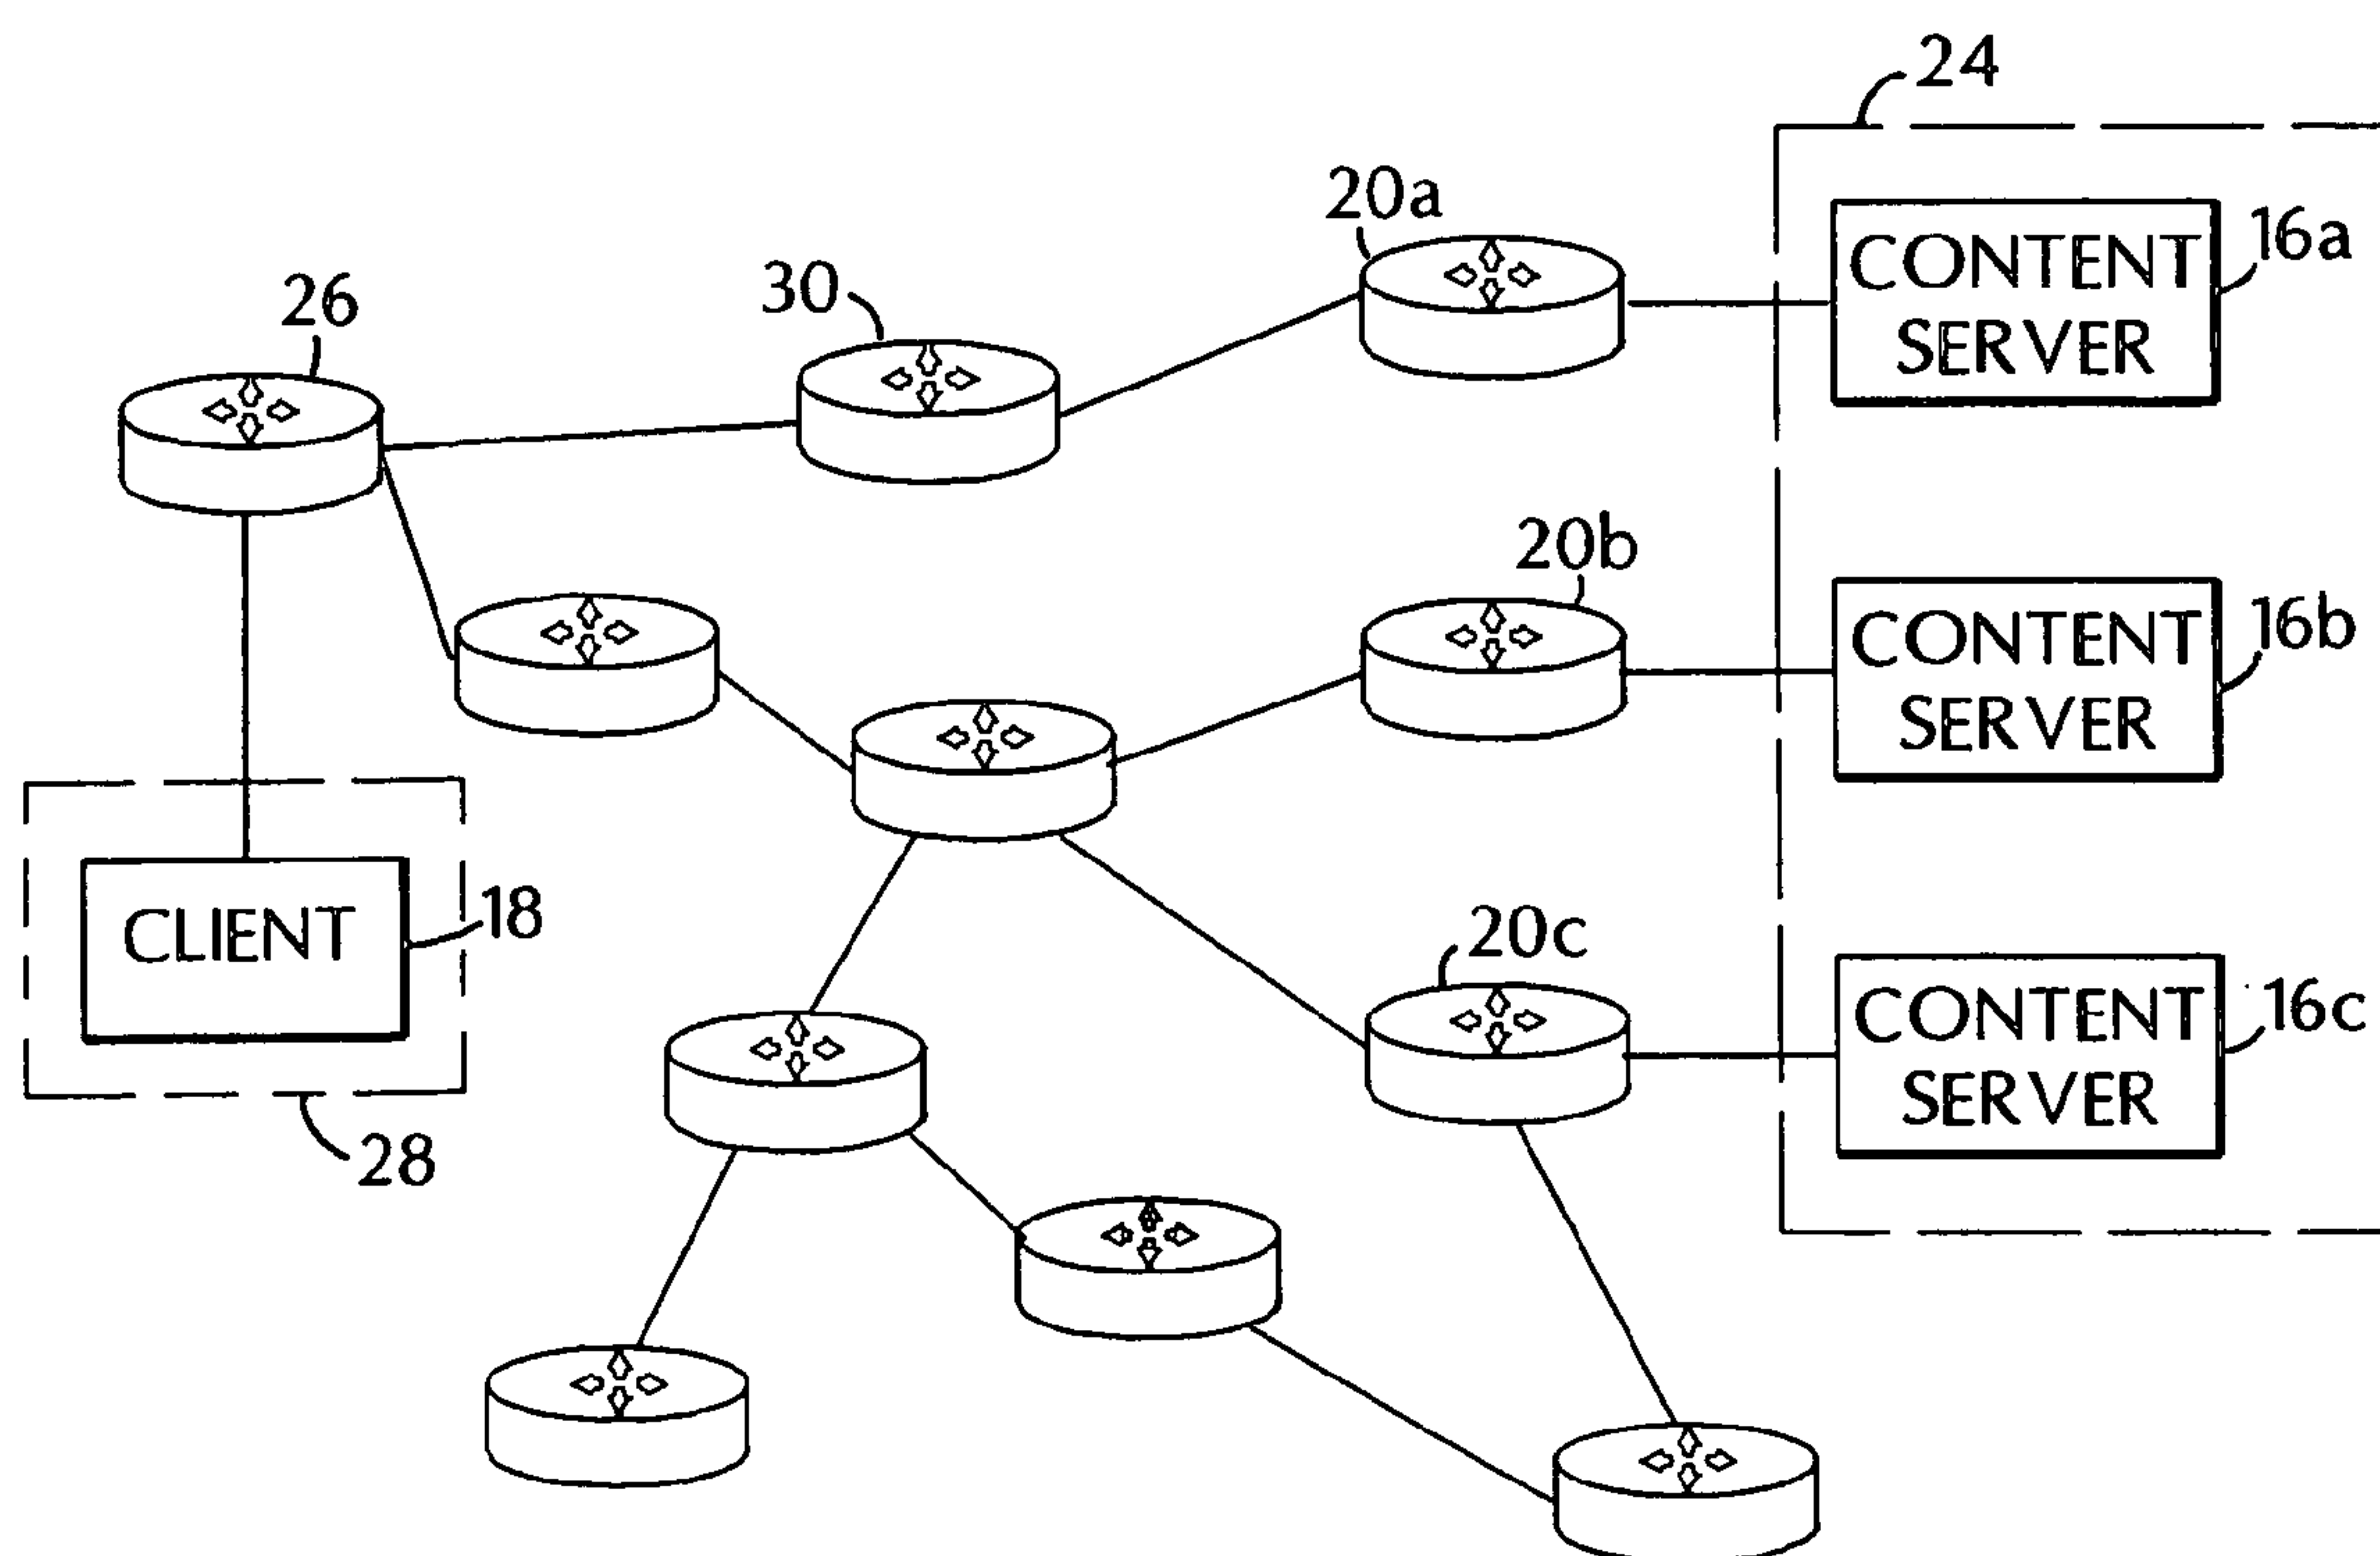 24
20a
CONTENT
SERVER
16a
30
26
20b
CONTENT
SERVER
16b
20c
CLIENT
18
CONTENT
SERVER
16c
28